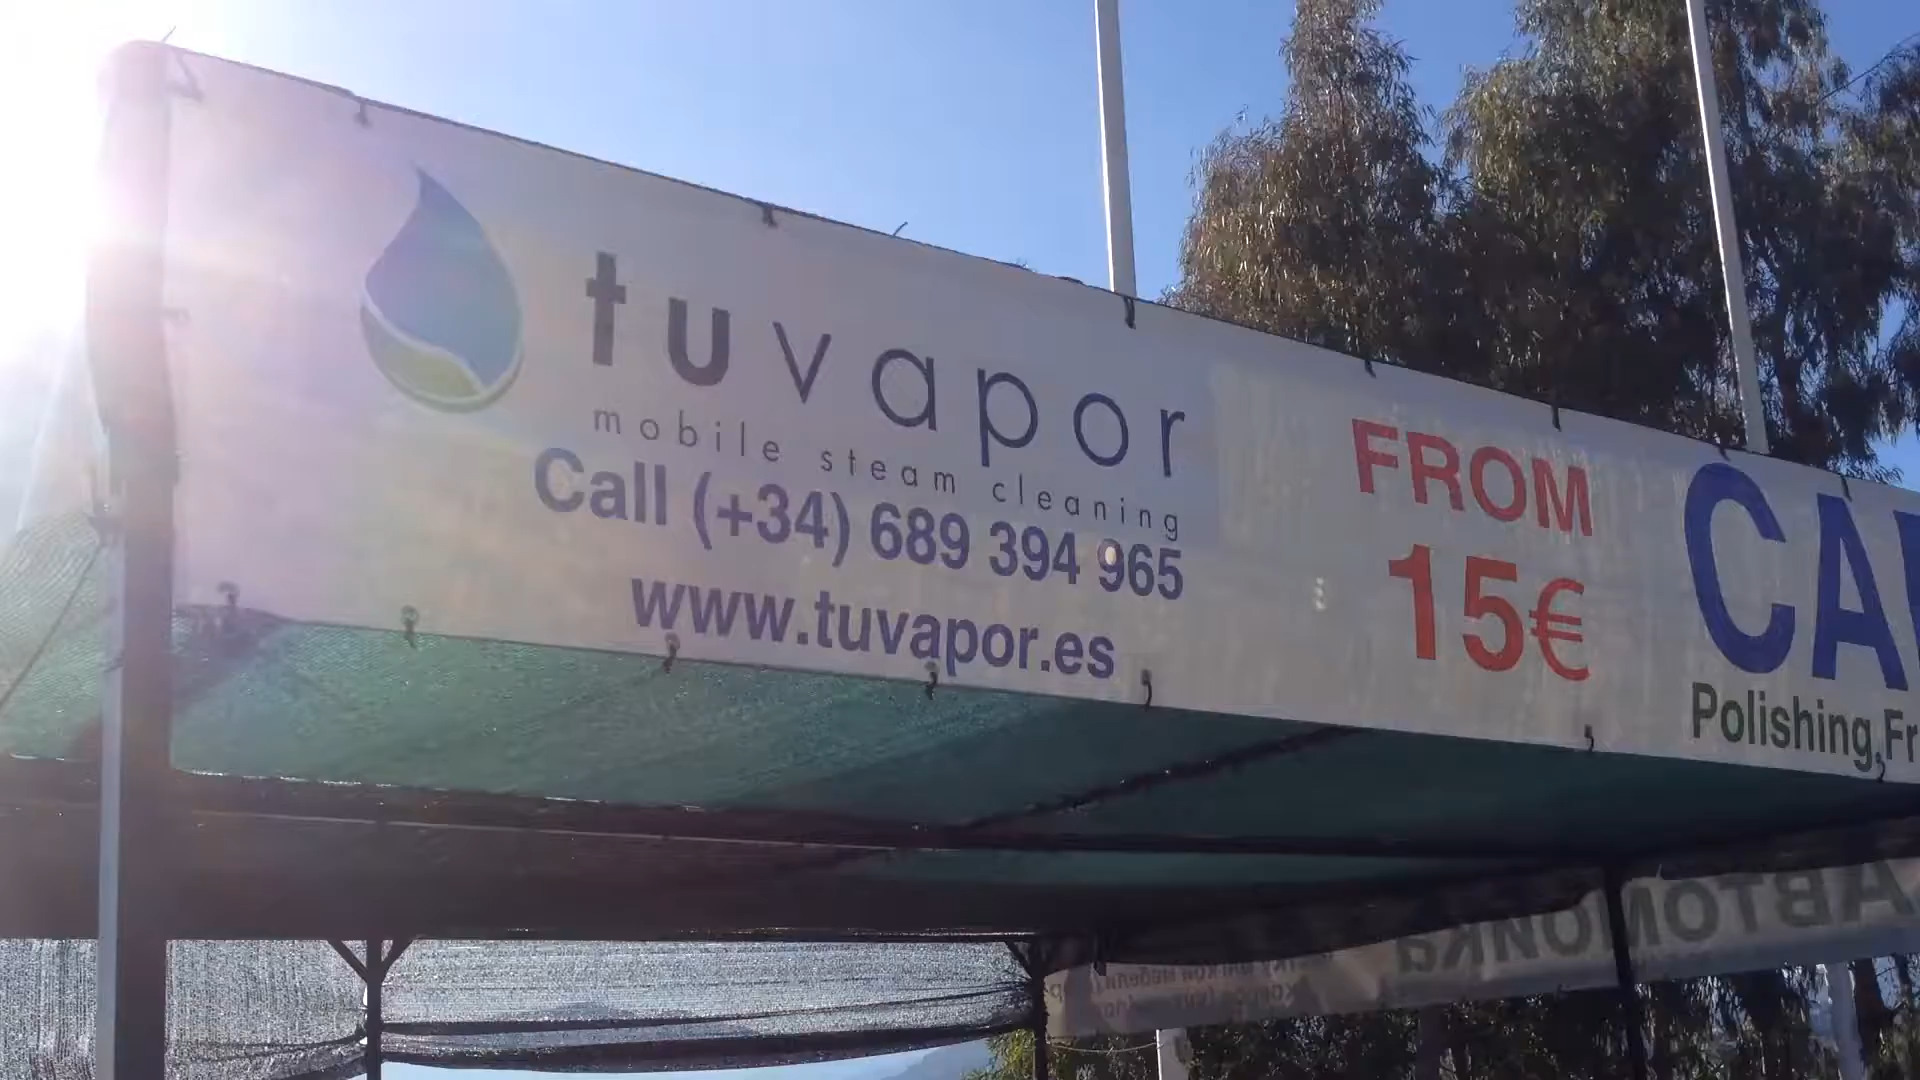 tuvapor
mobile steam cleaning
Call (+34) 689 394 965
www.tuvapor.es
FROM
15€
CA
Polishing,Fr
Автомойка